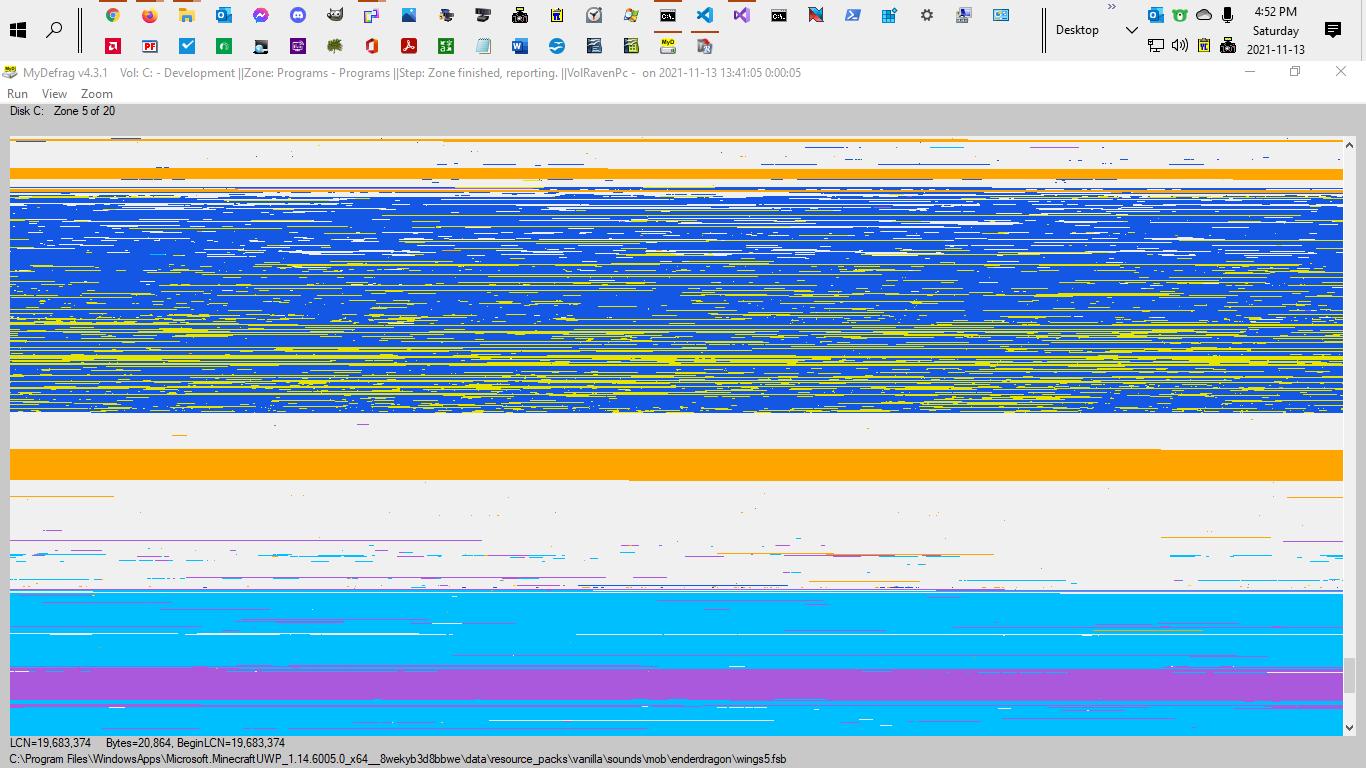 4:52 PM
Desktop
Saturday
2021-11-13
MyDefrag v4.3.1 Vol: C: - Development ||Zone: Programs - Programs ||Step: Zone finished, reporting. ||VolRavenPc - on 2021-11-13 13:41:05 0:00:05
Run View Zoom
Disk C: Zone 5 of 20
LCN=19,683,374 Bytes=20,864, BeginLCN=19,683,374
C:\Program Files\WindowsApps\Microsoft.MinecraftUWP_1.14.6005.0_x64__8wekyb3d8bbwe\data\resource_packs\vanilla\sounds\mob\enderdragon\wings5.fsb